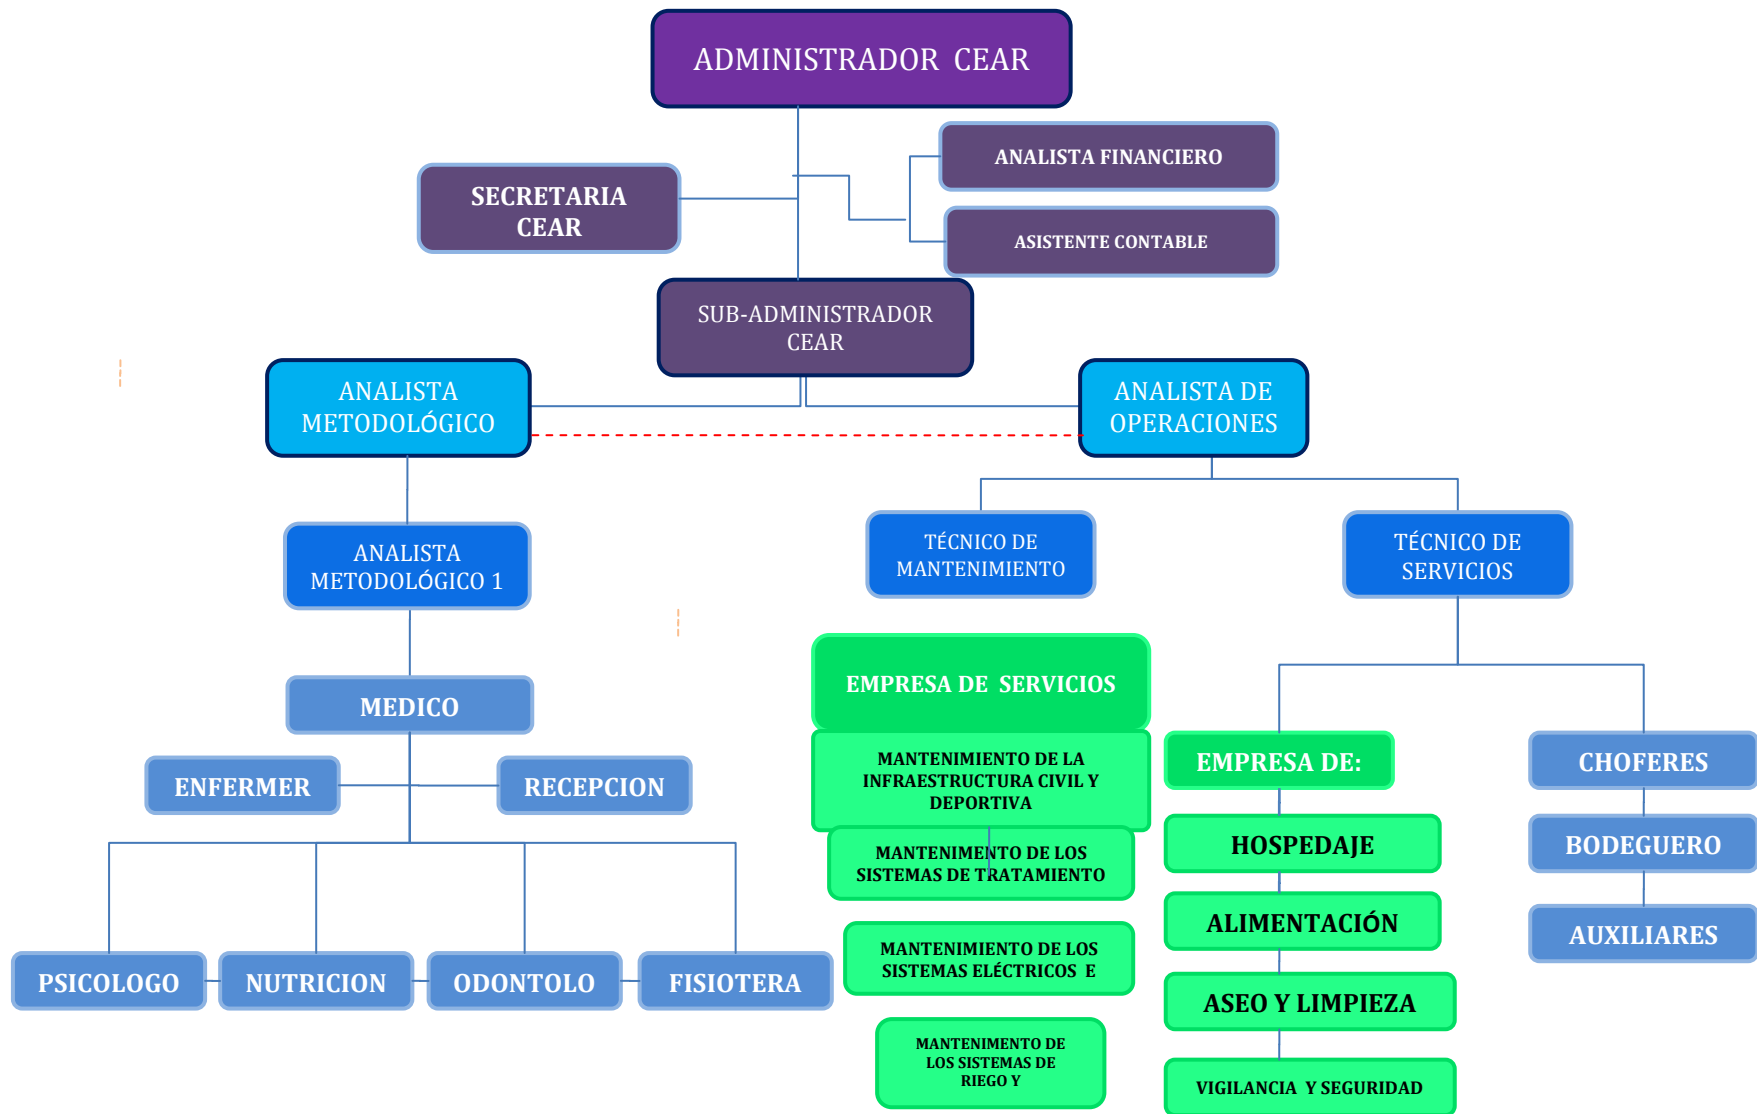 ADMINISTRADOR CEAR
ANALISTA FINANCIERO
SECRETARIA
CEAR
ASISTENTE CONTABLE
SUB-ADMINISTRADOR
CEAR
ANALISTA
METODOLÓGICO
ANALISTA DE
OPERACIONES
ANALISTA
METODOLÓGICO 1
TÉCNICO DE
MANTENIMIENTO
TÉCNICO DE
SERVICIOS
MEDICO
ENFERMER
RECEPCION
PSICOLOGO
NUTRICION
ODONTOLO
FISIOTERA
EMPRESA DE SERVICIOS
MANTENIMIENTO DE LA
INFRAESTRUCTURA CIVIL Y
DEPORTIVA
MANTENIMENTO DE LOS
SISTEMAS DE TRATAMIENTO
MANTENIMIENTO DE LOS
SISTEMAS ELÉCTRICOS E
MANTENIMENTO DE
LOS SISTEMAS DE
RIEGO Y
EMPRESA DE:
HOSPEDAJE
ALIMENTACIÓN
ASEO Y LIMPIEZA
VIGILANCIA Y SEGURIDAD
CHOFERES
BODEGUERO
AUXILIARES